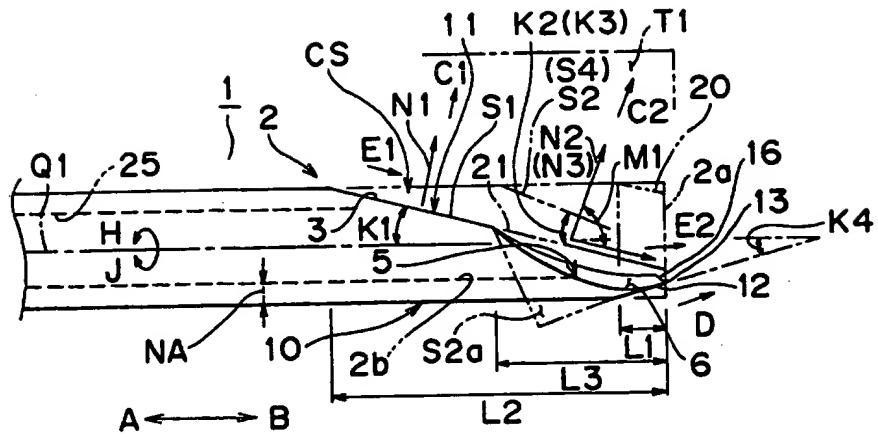 11
K2(K3)
T1
CS
C1
(S4)
1
2
N1
S1
S2
C2
20
E1
N2
(N3)
M1
16
2a
13
Q1
25
21
E2
K4
3
K1
H
J
5
12
D
NA
10
2b
S2a
L1
6
L3
L2
A
B